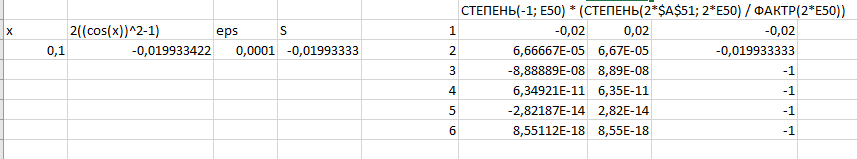 СТЕПЕНЬ(-1; E50) * (СТЕПЕНЬ(2*$A$51; 2*E50) / ФАКТР(2*E50))
x 2((cos(x))^2-1) eps S 1 -0,02 0,02 -0,02
0,1 -0,019933422 0,0001 -0,01993333 2 6,66667E-05 6,67E-05 -0,019933333
3 -8,88889E-08 8,89E-08 -1
4 6,34921E-11 6,35E-11 -1
5 -2,82187E-14 2,82E-14 -1
6 8,55112E-18 8,55E-18 -1